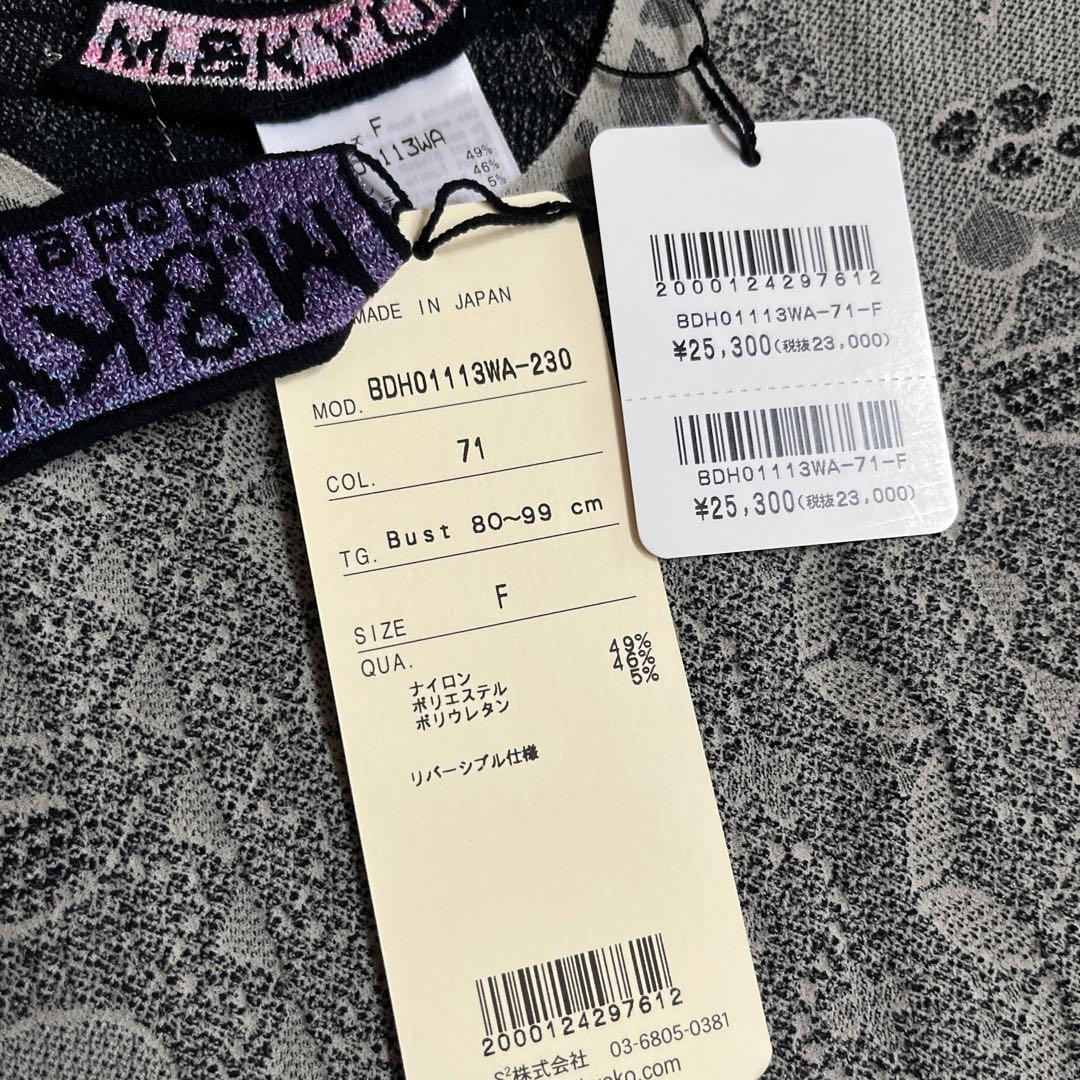 M&KYO
F
113WA
49%
46%
5%
M&K
MADE IN JAPAN
MOD. BDH01113WA-230
COL. 71
TG. Bust 80～99 cm
SIZE F
QUA.
ナイロン 49%
ポリエステル 46%
ポリウレタン 5%
リバーシブル仕様
2000124297612
S²株式会社 03-6805-0381
oko.com
2000124297612
BDH01113WA-71-F
¥25,300(税抜23,000)
BDH01113WA-71-F
¥25,300(税抜23,000)